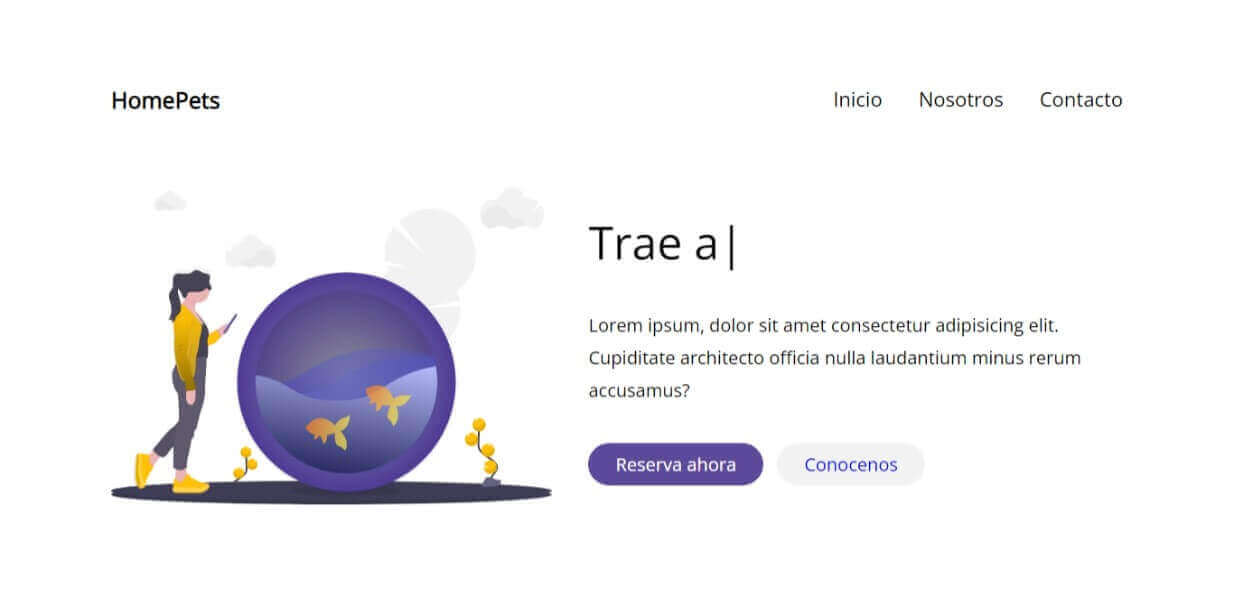 HomePets
Inicio Nosotros Contacto
Trae a|
Lorem ipsum, dolor sit amet consectetur adipisicing elit.
Cupiditate architecto officia nulla laudantium minus rerum
accusamus?
Reserva ahora Conocenos